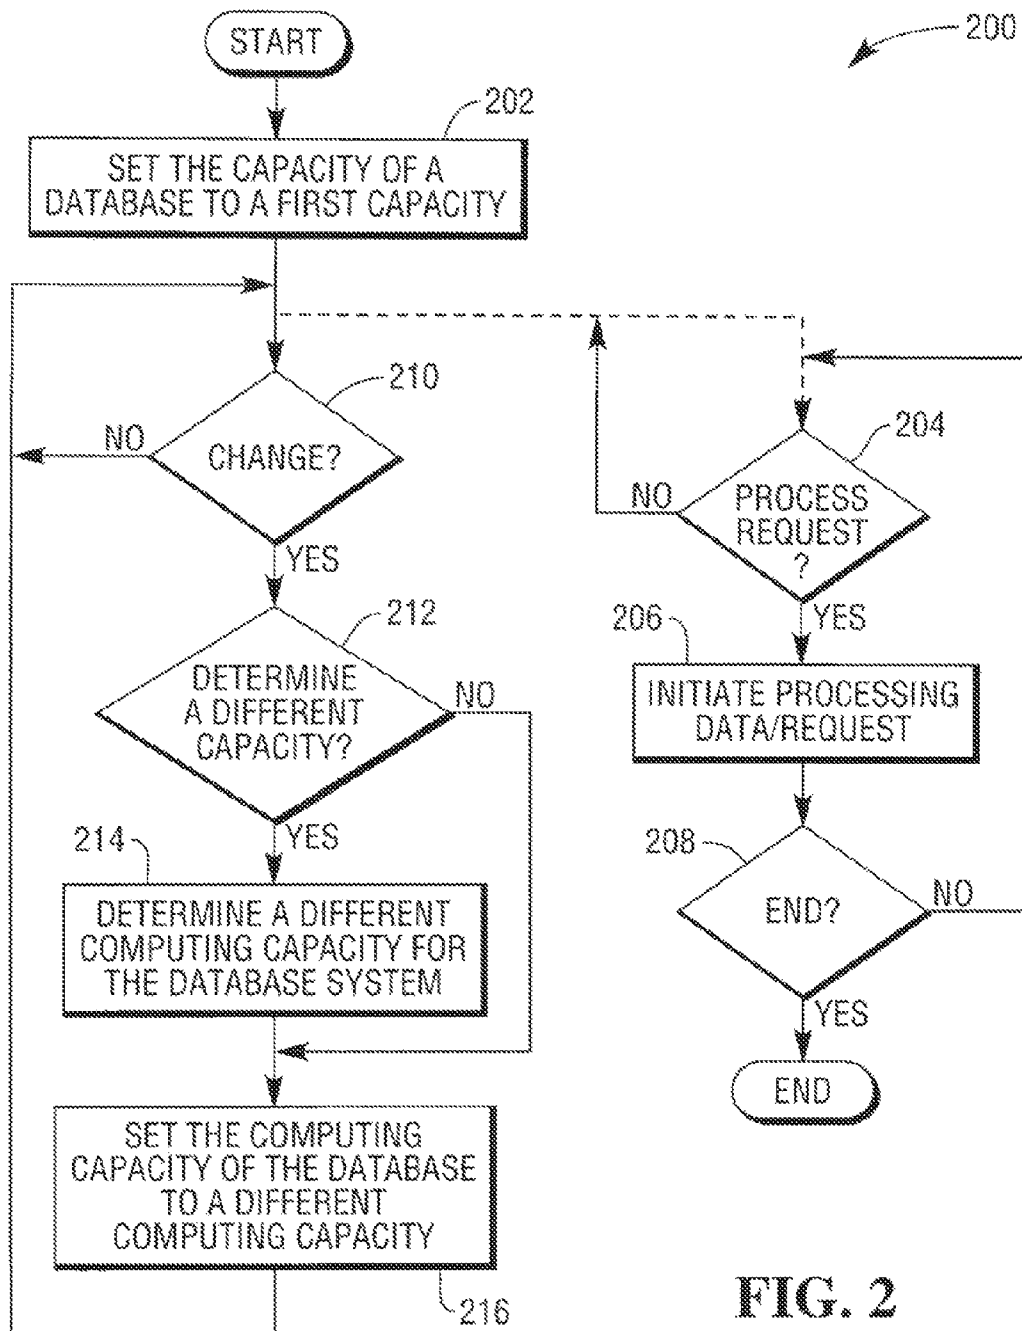 START
200
202
SET THE CAPACITY OF A
DATABASE TO A FIRST CAPACITY
210
NO
CHANGE?
YES
204
NO
PROCESS
REQUEST
?
YES
212
DETERMINE
A DIFFERENT
CAPACITY?
NO
YES
206
INITIATE PROCESSING
DATA/REQUEST
214
DETERMINE A DIFFERENT
COMPUTING CAPACITY FOR
THE DATABASE SYSTEM
208
END?
NO
YES
END
SET THE COMPUTING
CAPACITY OF THE DATABASE
TO A DIFFERENT
COMPUTING CAPACITY
216
FIG. 2